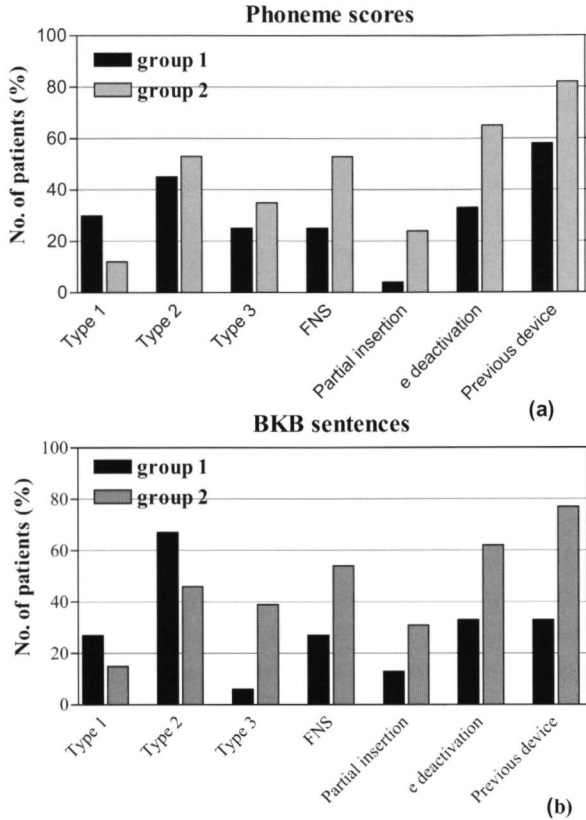 Phoneme scores
No. of patients (%)
100
80
60
40
20
0
group 1
group 2
Type 1
Type 2
Type 3
FNS
Partial insertion
e deactivation
Previous device
(a)
BKB sentences
No. of patients (%)
100
80
60
40
20
0
group 1
group 2
Type 1
Type 2
Type 3
FNS
Partial insertion
e deactivation
Previous device
(b)